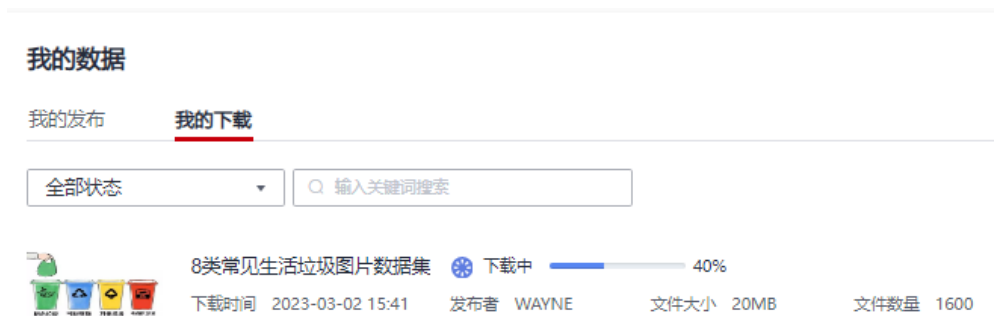 我的数据
我的发布 我的下载
全部状态 输入关键词搜索
8类常见生活垃圾图片数据集 下载中 40%
下载时间 2023-03-02 15:41 发布者 WAYNE 文件大小 20MB 文件数量 1600